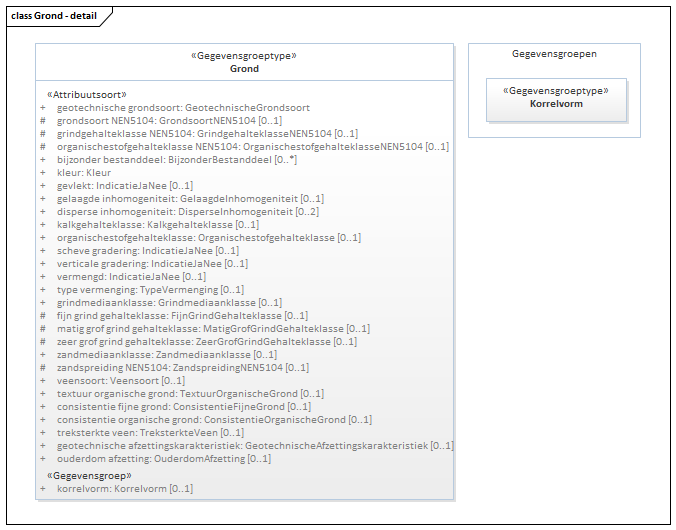 class Grond - detail
«Gegevensgroeptype»
Grond
«Attribuutsoort»
+ geotechnische grondsoort: GeotechnischeGrondsoort
# grondsoort NEN5104: GrondsoortNEN5104 [0..1]
# grindgehalteklasse NEN5104: GrindgehalteklasseNEN5104 [0..1]
# organischestofgehalteklasse NEN5104: OrganischestofgehalteklasseNEN5104 [0..1]
+ bijzonder bestanddeel: BijzonderBestanddeel [0..*]
+ kleur: Kleur
+ gevlekt: IndicatieJaNee [0..1]
+ gelaagde inhomogeniteit: GelaagdeInhomogeniteit [0..1]
+ disperse inhomogeniteit: DisperseInhomogeniteit [0..2]
+ kalkgehalteklasse: Kalkgehalteklasse [0..1]
+ organischestofgehalteklasse: Organischestofgehalteklasse [0..1]
+ scheve gradering: IndicatieJaNee [0..1]
+ verticale gradering: IndicatieJaNee [0..1]
+ vermengd: IndicatieJaNee [0..1]
+ type vermenging: TypeVermenging [0..1]
+ grindmediaanklasse: Grindmediaanklasse [0..1]
# fijn grind gehalteklasse: FijnGrindGehalteklasse [0..1]
# matig grof grind gehalteklasse: MatigGrofGrindGehalteklasse [0..1]
# zeer grof grind gehalteklasse: ZeerGrofGrindGehalteklasse [0..1]
+ zandmediaanklasse: Zandmediaanklasse [0..1]
# zandspreiding NEN5104: ZandspreidingNEN5104 [0..1]
+ veensoort: Veensoort [0..1]
+ textuur organische grond: TextuurOrganischeGrond [0..1]
+ consistentie fijne grond: ConsistentieFijneGrond [0..1]
+ consistentie organische grond: ConsistentieOrganischeGrond [0..1]
+ treksterkte veen: TreksterkteVeen [0..1]
+ geotechnische afzettingskarakteristiek: GeotechnischeAfzettingskarakteristiek [0..1]
+ ouderdom afzetting: OuderdomAfzetting [0..1]
«Gegevensgroep»
+ korrelvorm: Korrelvorm [0..1]
Gegevensgroepen
«Gegevensgroeptype»
Korrelvorm